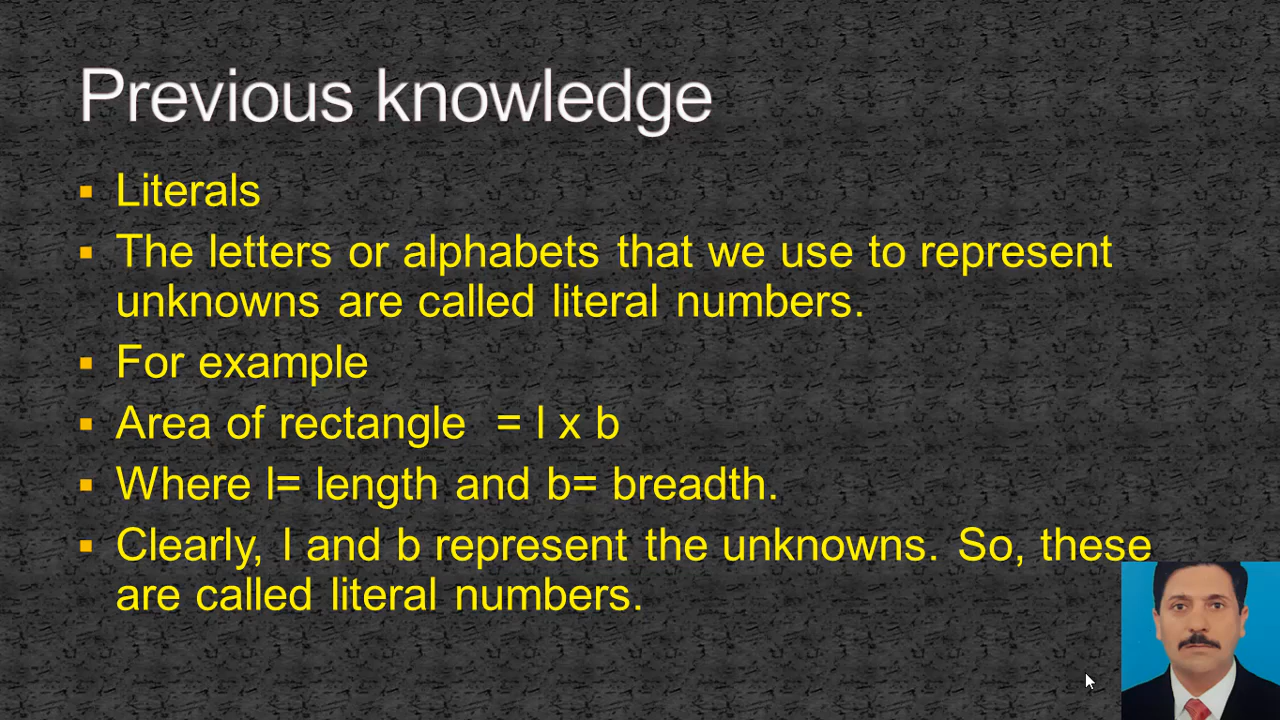 Previous knowledge
▪ Literals
▪ The letters or alphabets that we use to represent
unknowns are called literal numbers.
▪ For example
▪ Area of rectangle = l x b
▪ Where l= length and b= breadth.
▪ Clearly, l and b represent the unknowns. So, these
are called literal numbers.